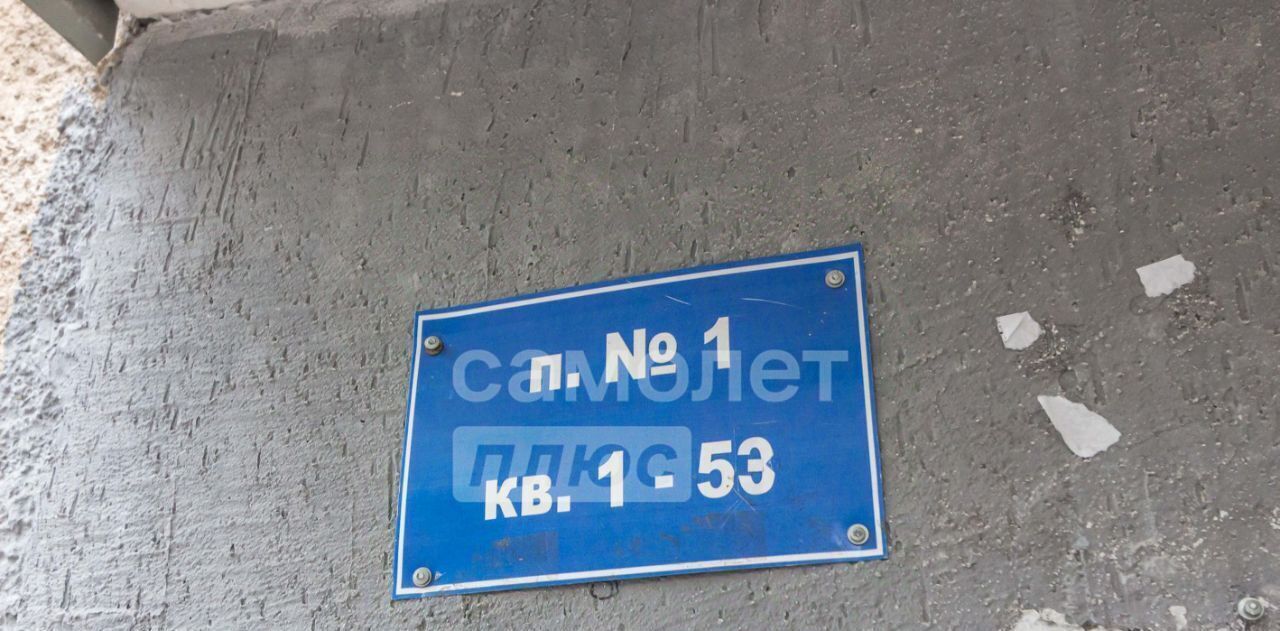 п. № 1
самолет
плюс
кв. 1 - 53